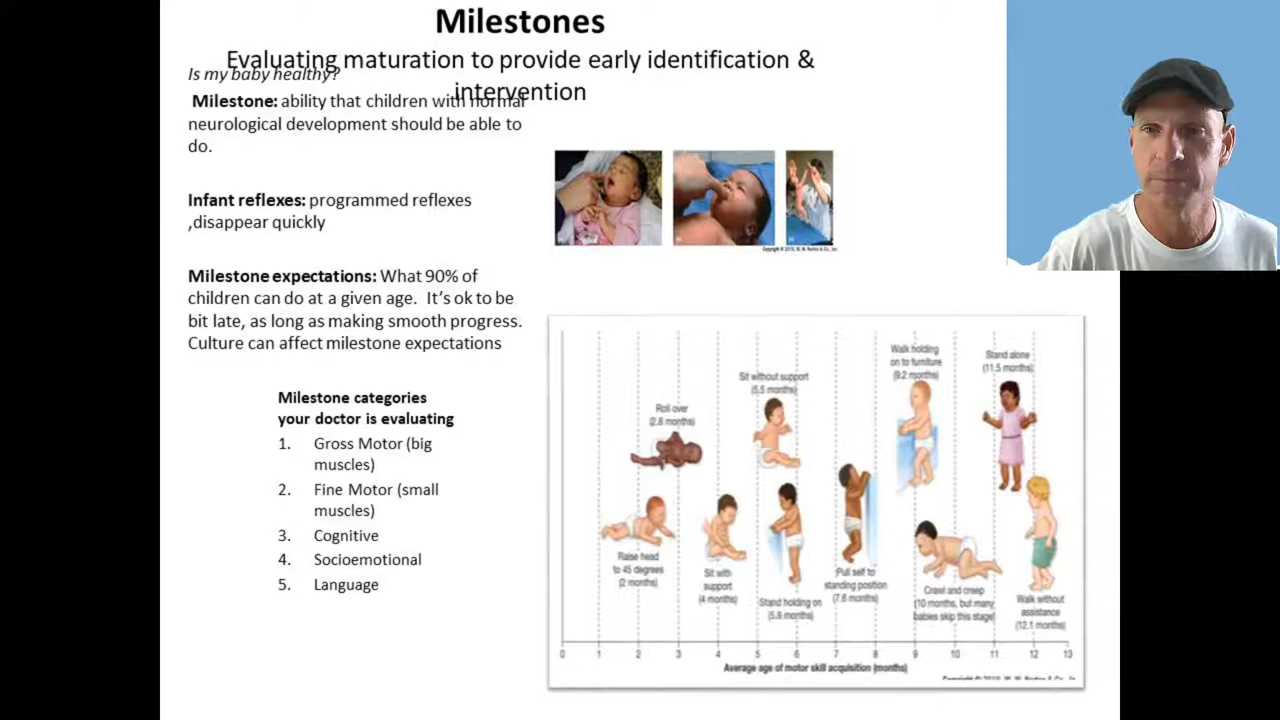 Milestones
Evaluating maturation to provide early identification &
intervention
Is my baby healthy?
Milestone: ability that children with normal
neurological development should be able to
do.
Infant reflexes: programmed reflexes
,disappear quickly
Milestone expectations: What 90% of
children can do at a given age. It's ok to be
bit late, as long as making smooth progress.
Culture can affect milestone expectations
Milestone categories
your doctor is evaluating
1. Gross Motor (big
muscles)
2. Fine Motor (small
muscles)
3. Cognitive
4. Socioemotional
5. Language
Copyright © 2010, W. W. Norton & Co., Inc.
Walk holding
on to furniture
(9.2 months)
Stand alone
(11.5 months)
Sit without support
(5.5 months)
Roll over
(2.8 months)
Raise head
to 45 degrees
(2 months)
Sit with
support
(4 months)
Stand holding on
(5.8 months)
Pull self to
standing position
(7.6 months)
Crawl and creep
(10 months, but many
babies skip this stage)
Walk without
assistance
(12.1 months)
0 1 2 3 4 5 6 7 8 9 10 11 12 13
Average age of motor skill acquisition (months)